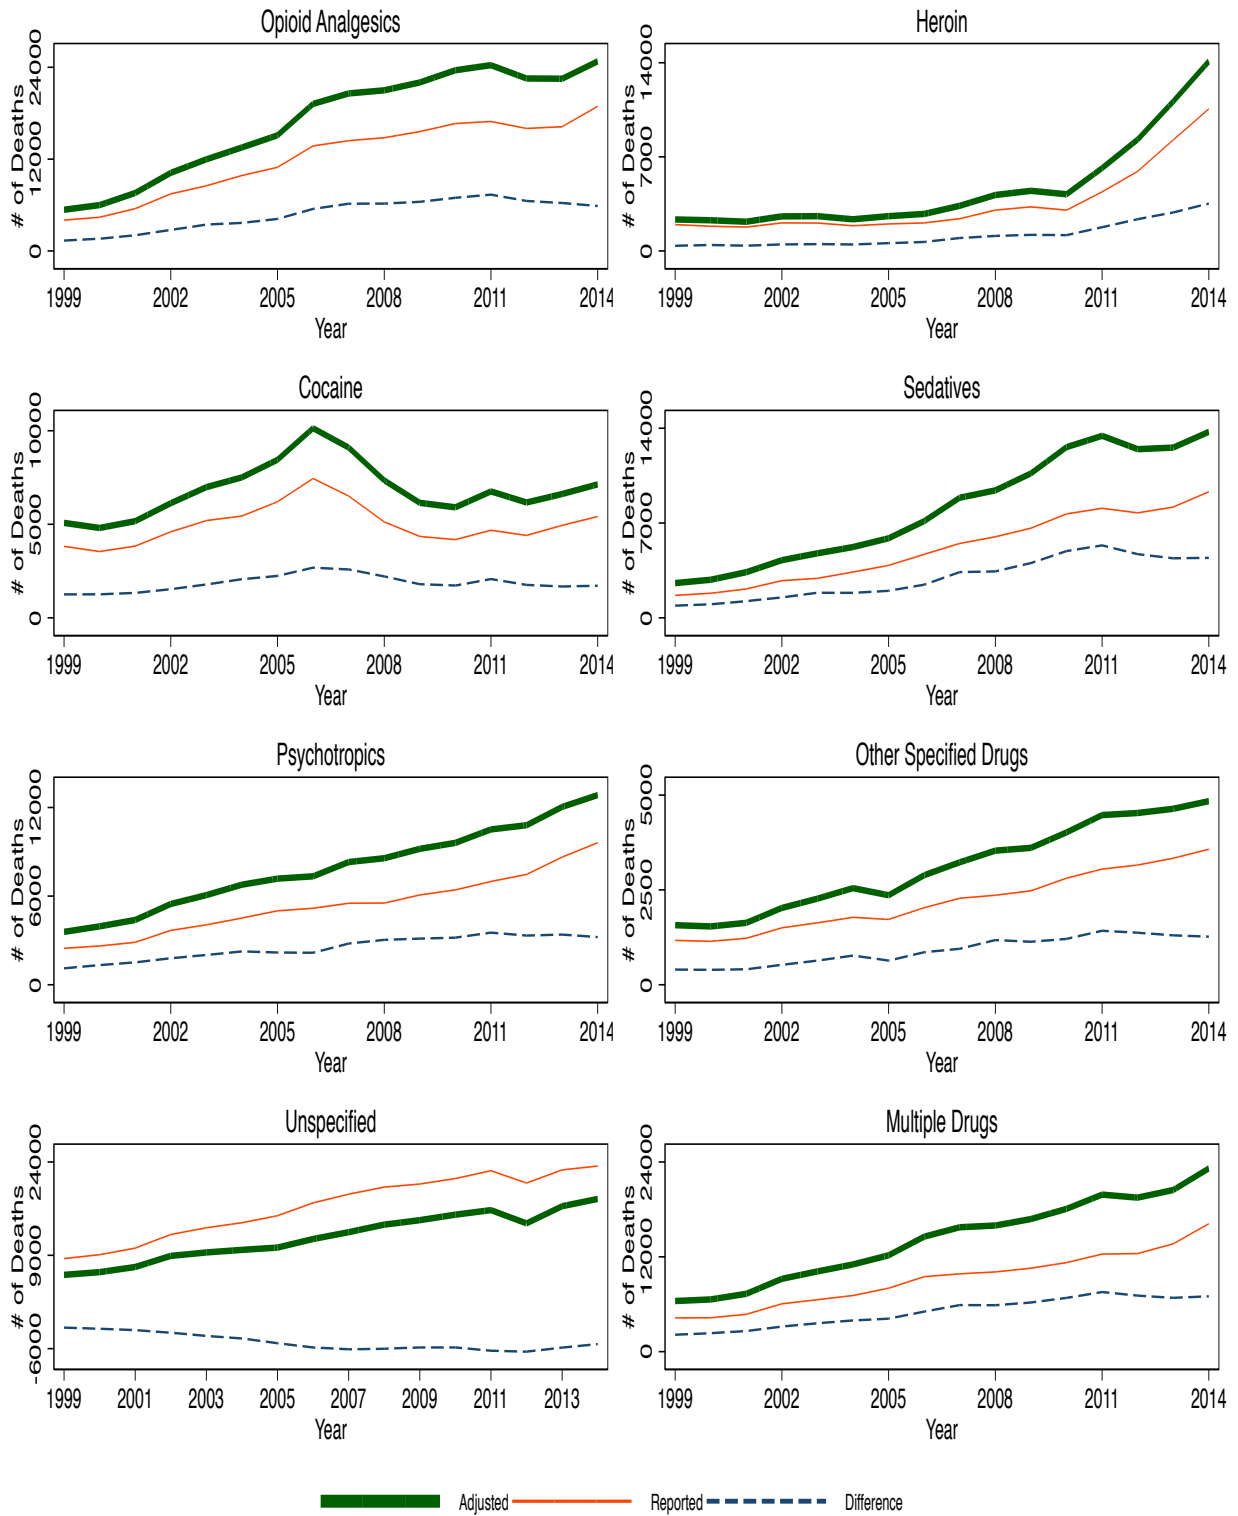 Opioid Analgesics
# of Deaths
0 12000 24000
1999 2002 2005 2008 2011 2014
Year
Heroin
# of Deaths
0 7000 14000
1999 2002 2005 2008 2011 2014
Year
Cocaine
# of Deaths
0 5000 10000
1999 2002 2005 2008 2011 2014
Year
Sedatives
# of Deaths
0 7000 14000
1999 2002 2005 2008 2011 2014
Year
Psychotropics
# of Deaths
0 6000 12000
1999 2002 2005 2008 2011 2014
Year
Other Specified Drugs
# of Deaths
0 2500 5000
1999 2002 2005 2008 2011 2014
Year
Unspecified
# of Deaths
-6000 9000 24000
1999 2001 2003 2005 2007 2009 2011 2013
Year
Multiple Drugs
# of Deaths
0 12000 24000
1999 2002 2005 2008 2011 2014
Year
Adjusted Reported Difference